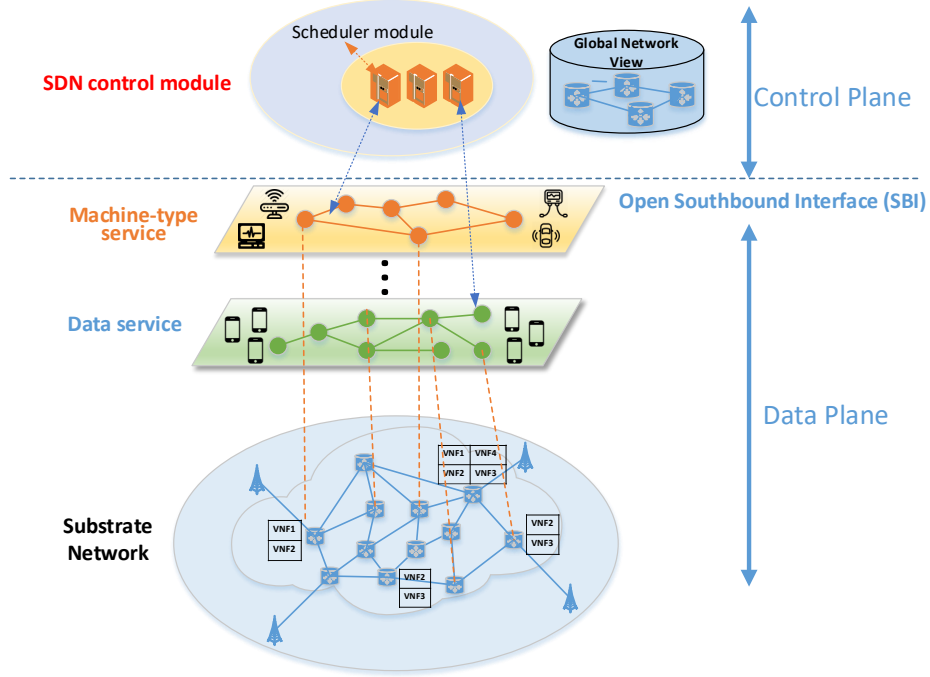 Scheduler module
Global Network
View
SDN control module
Control Plane
Open Southbound Interface (SBI)
Machine-type
service
Data service
Data Plane
VNF1 VNF4
VNF2 VNF3
Substrate
Network
VNF1
VNF2
VNF2
VNF3
VNF2
VNF3